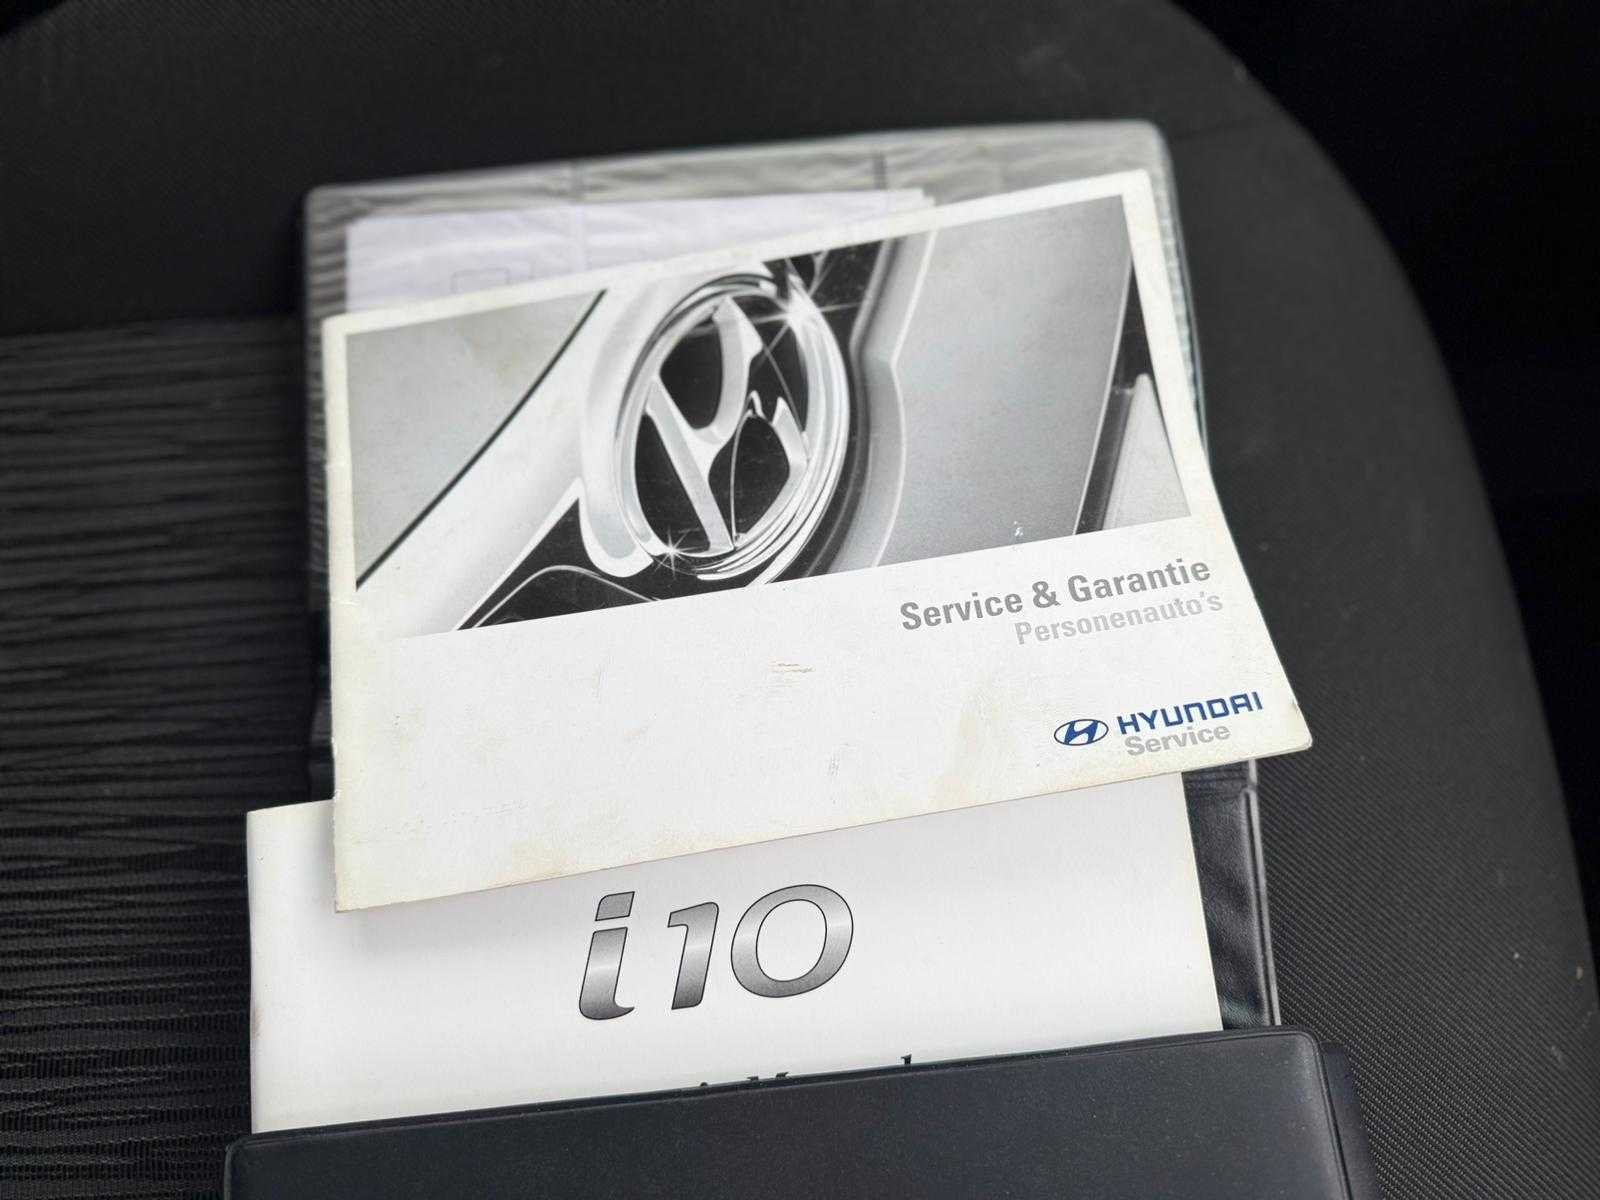 Service & Garantie
Personenauto's
HYUNDAI
Service
i10